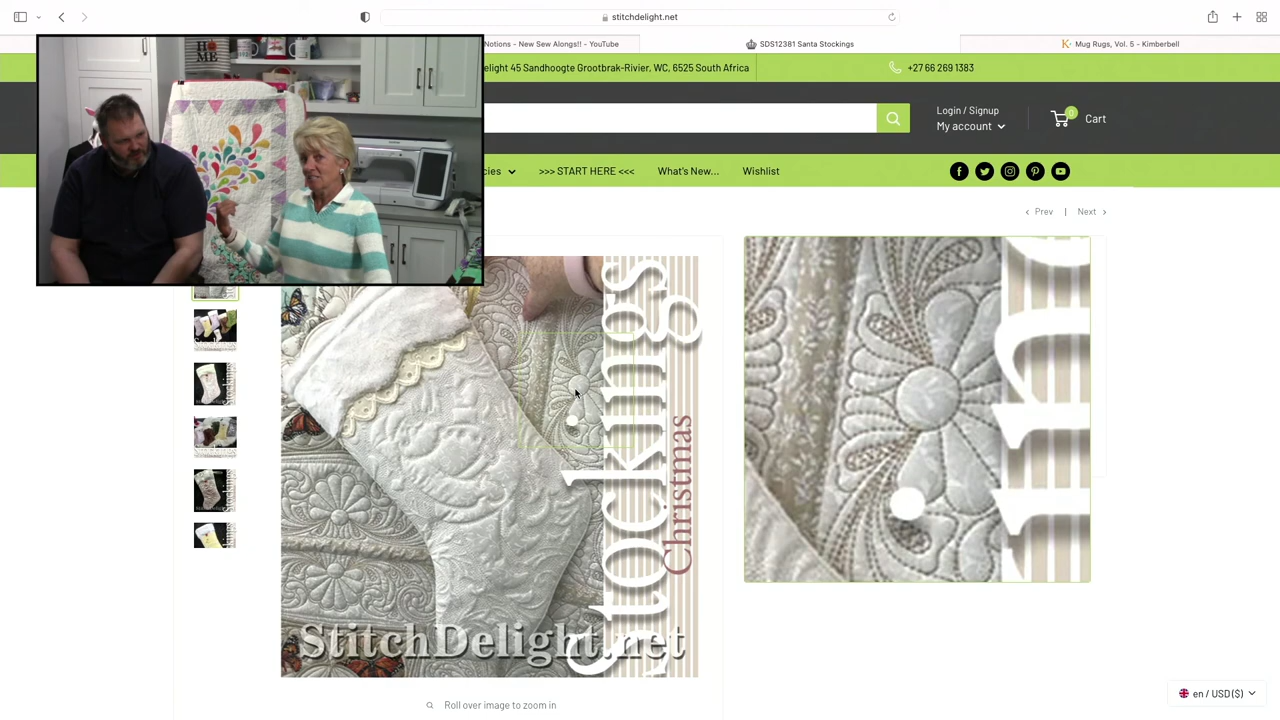 stitchdelight.net
Notions - New Sew Alongs!! - YouTube
SDS12381 Santa Stockings
Mug Rugs, Vol. 5 - Kimberbell
elight 45 Sandhoogte Grootbrak-Rivier, WC, 6525 South Africa
+27 66 269 1383
Login / Signup
My account
0
Cart
cies
>>> START HERE <<<
What's New...
Wishlist
Prev | Next
Stockings
Christmas
StitchDelight.net
Roll over image to zoom in
en / USD ($)